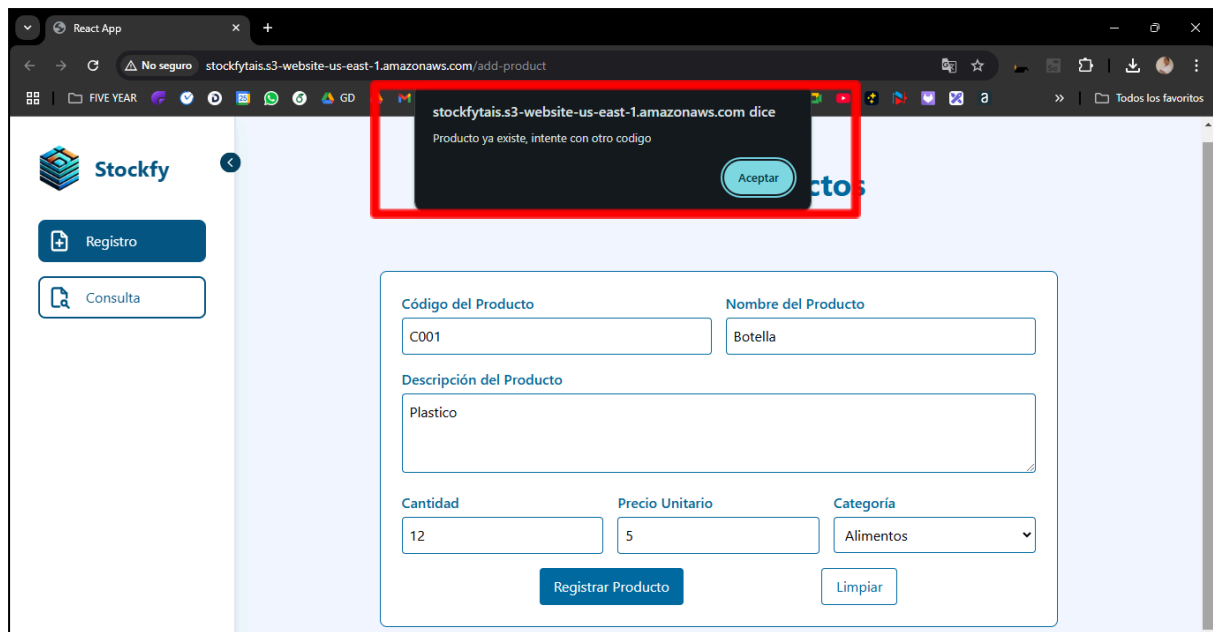 React App
No seguro stockfytais.s3-website-us-east-1.amazonaws.com/add-product
FIVE YEAR
25
GD
Todos los favoritos
stockfytais.s3-website-us-east-1.amazonaws.com dice
Producto ya existe, intente con otro codigo
Aceptar
Stockfy
ctos
Registro
Consulta
Código del Producto
Nombre del Producto
C001
Botella
Descripción del Producto
Plastico
Cantidad
Precio Unitario
Categoría
12
5
Alimentos
Registrar Producto
Limpiar